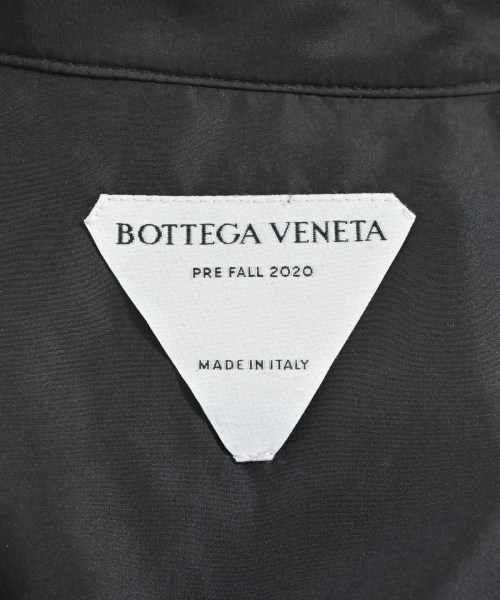 BOTTEGA VENETA
PRE FALL 2020
MADE IN ITALY